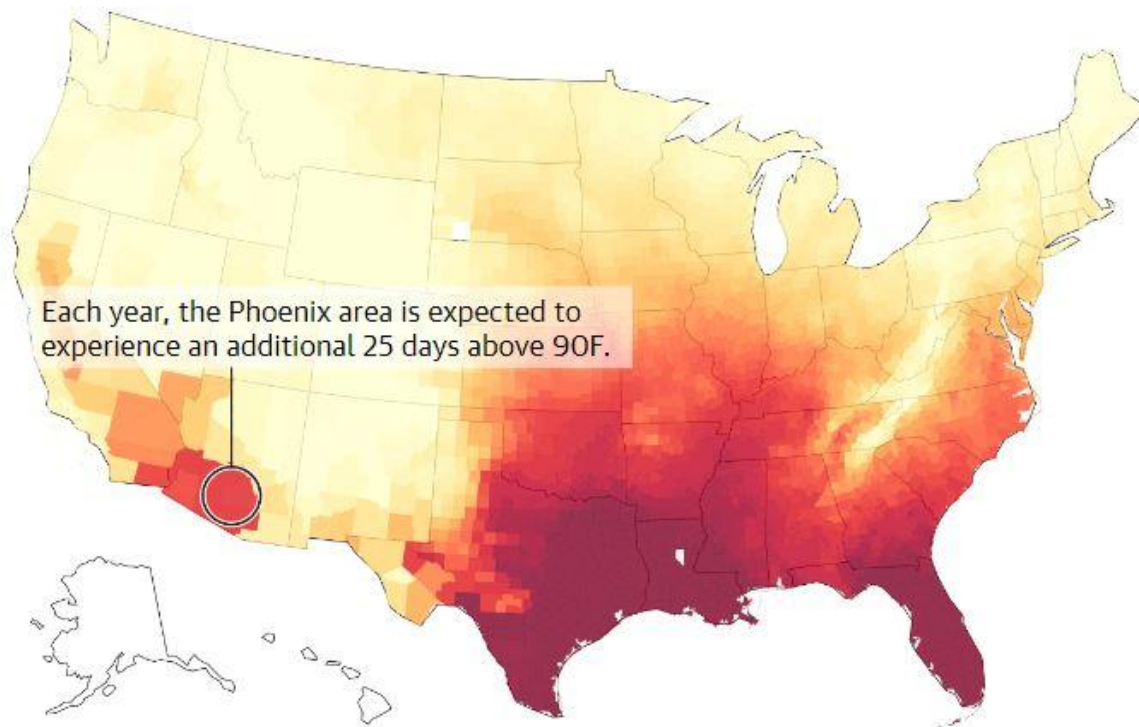 Each year, the Phoenix area is expected to
experience an additional 25 days above 90F.